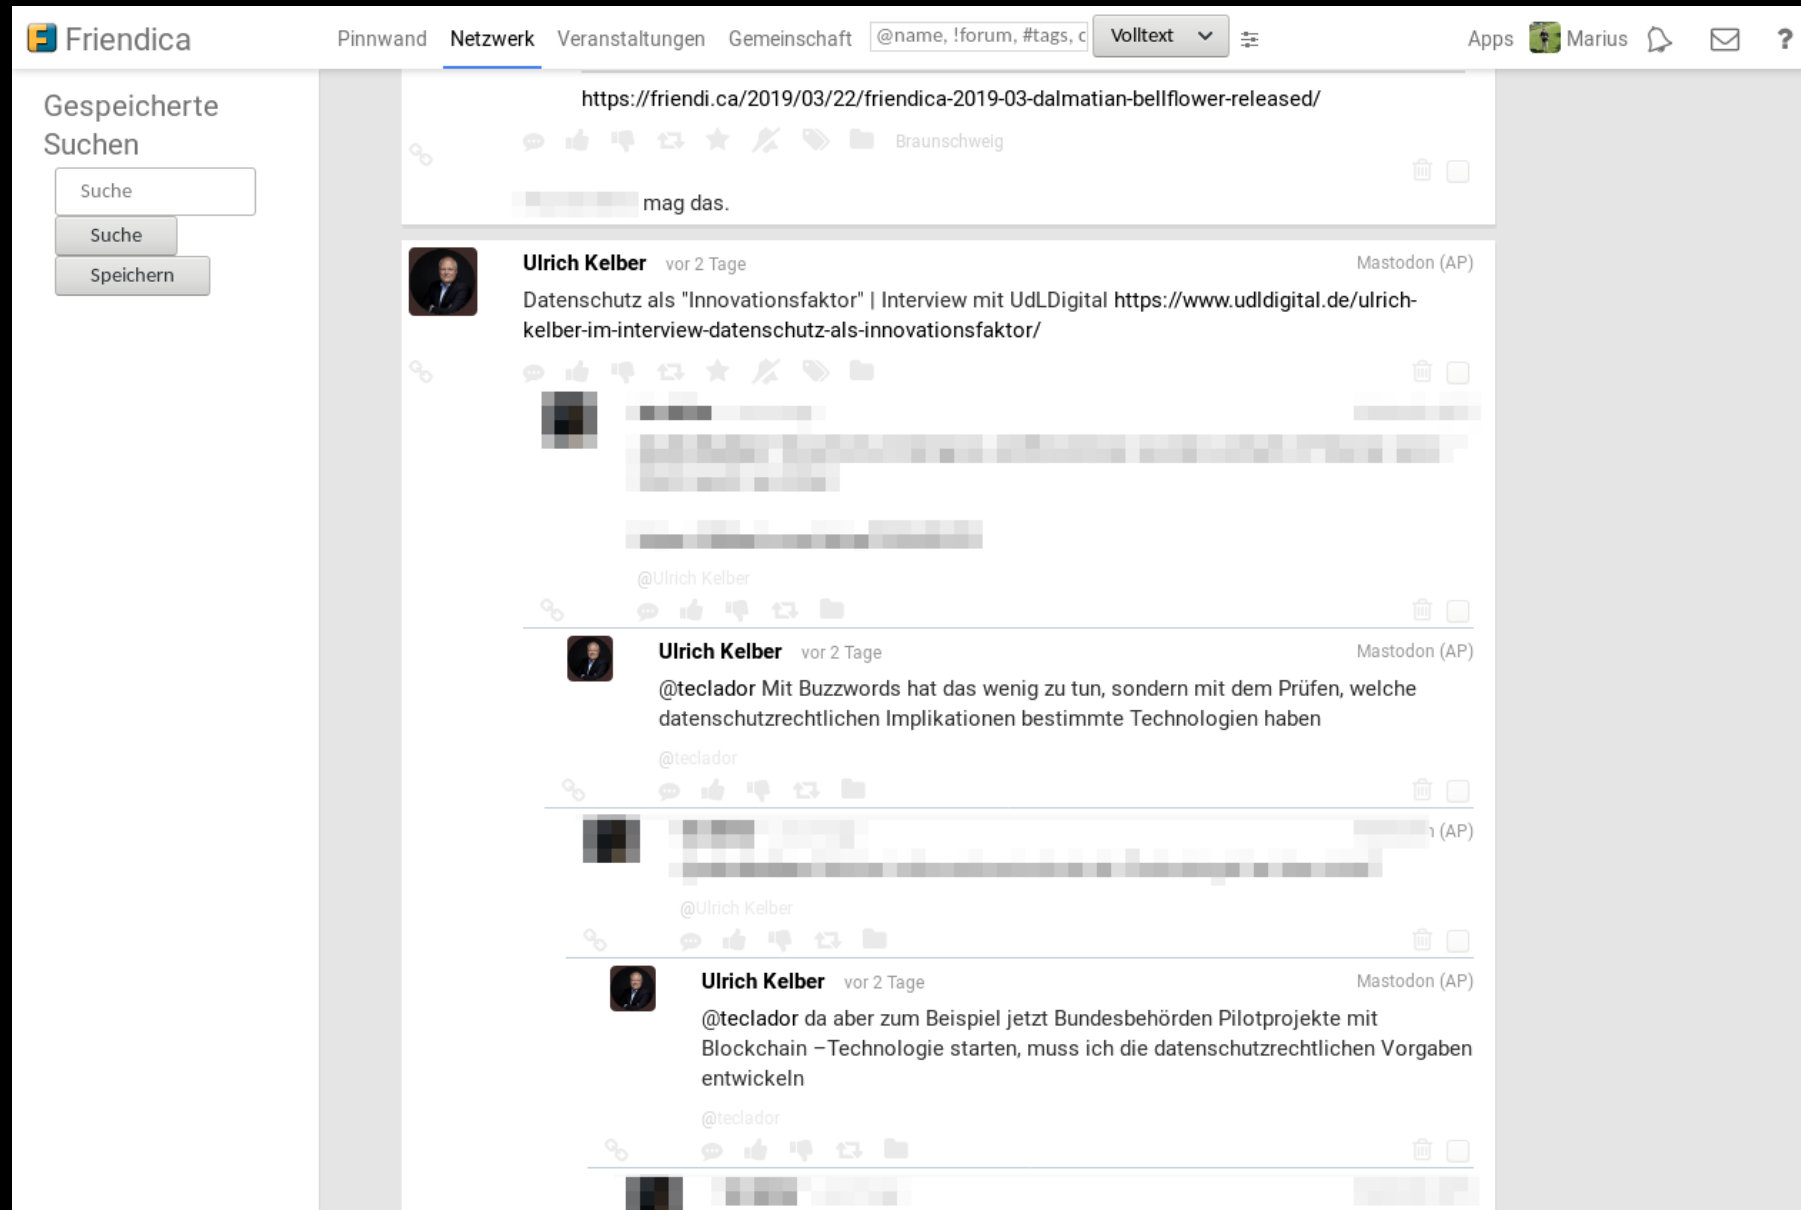 Friendica
Pinnwand Netzwerk Veranstaltungen Gemeinschaft @name, !forum, #tags, c Volltext Apps Marius ?
Gespeicherte
Suchen
Suche
Suche
Speichern
https://friendi.ca/2019/03/22/friendica-2019-03-dalmatian-bellflower-released/
Braunschweig
mag das.
Ulrich Kelber vor 2 Tage Mastodon (AP)
Datenschutz als "Innovationsfaktor" | Interview mit UdLDigital https://www.udldigital.de/ulrich-
kelber-im-interview-datenschutz-als-innovationsfaktor/
@Ulrich Kelber
Ulrich Kelber vor 2 Tage Mastodon (AP)
@teclador Mit Buzzwords hat das wenig zu tun, sondern mit dem Prüfen, welche
datenschutzrechtlichen Implikationen bestimmte Technologien haben
@teclador
(AP)
@Ulrich Kelber
Ulrich Kelber vor 2 Tage Mastodon (AP)
@teclador da aber zum Beispiel jetzt Bundesbehörden Pilotprojekte mit
Blockchain –Technologie starten, muss ich die datenschutzrechtlichen Vorgaben
entwickeln
@teclador